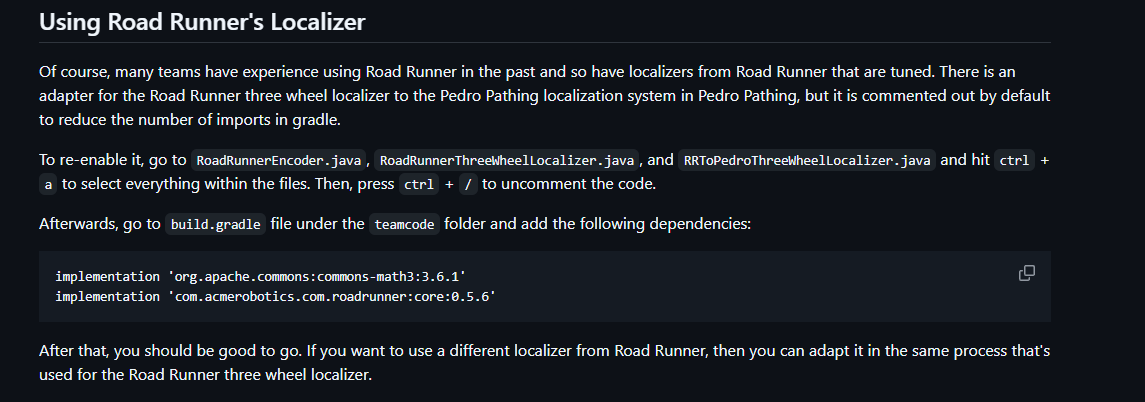 Using Road Runner's Localizer
Of course, many teams have experience using Road Runner in the past and so have localizers from Road Runner that are tuned. There is an
adapter for the Road Runner three wheel localizer to the Pedro Pathing localization system in Pedro Pathing, but it is commented out by default
to reduce the number of imports in gradle.
To re-enable it, go to RoadRunnerEncoder.java, RoadRunnerThreeWheelLocalizer.java, and RRToPedroThreeWheelLocalizer.java and hit ctrl +
a to select everything within the files. Then, press ctrl + / to uncomment the code.
Afterwards, go to build.gradle file under the teamcode folder and add the following dependencies:
implementation 'org.apache.commons:commons-math3:3.6.1'
implementation 'com.acmerobotics.com.roadrunner:core:0.5.6'
After that, you should be good to go. If you want to use a different localizer from Road Runner, then you can adapt it in the same process that's
used for the Road Runner three wheel localizer.